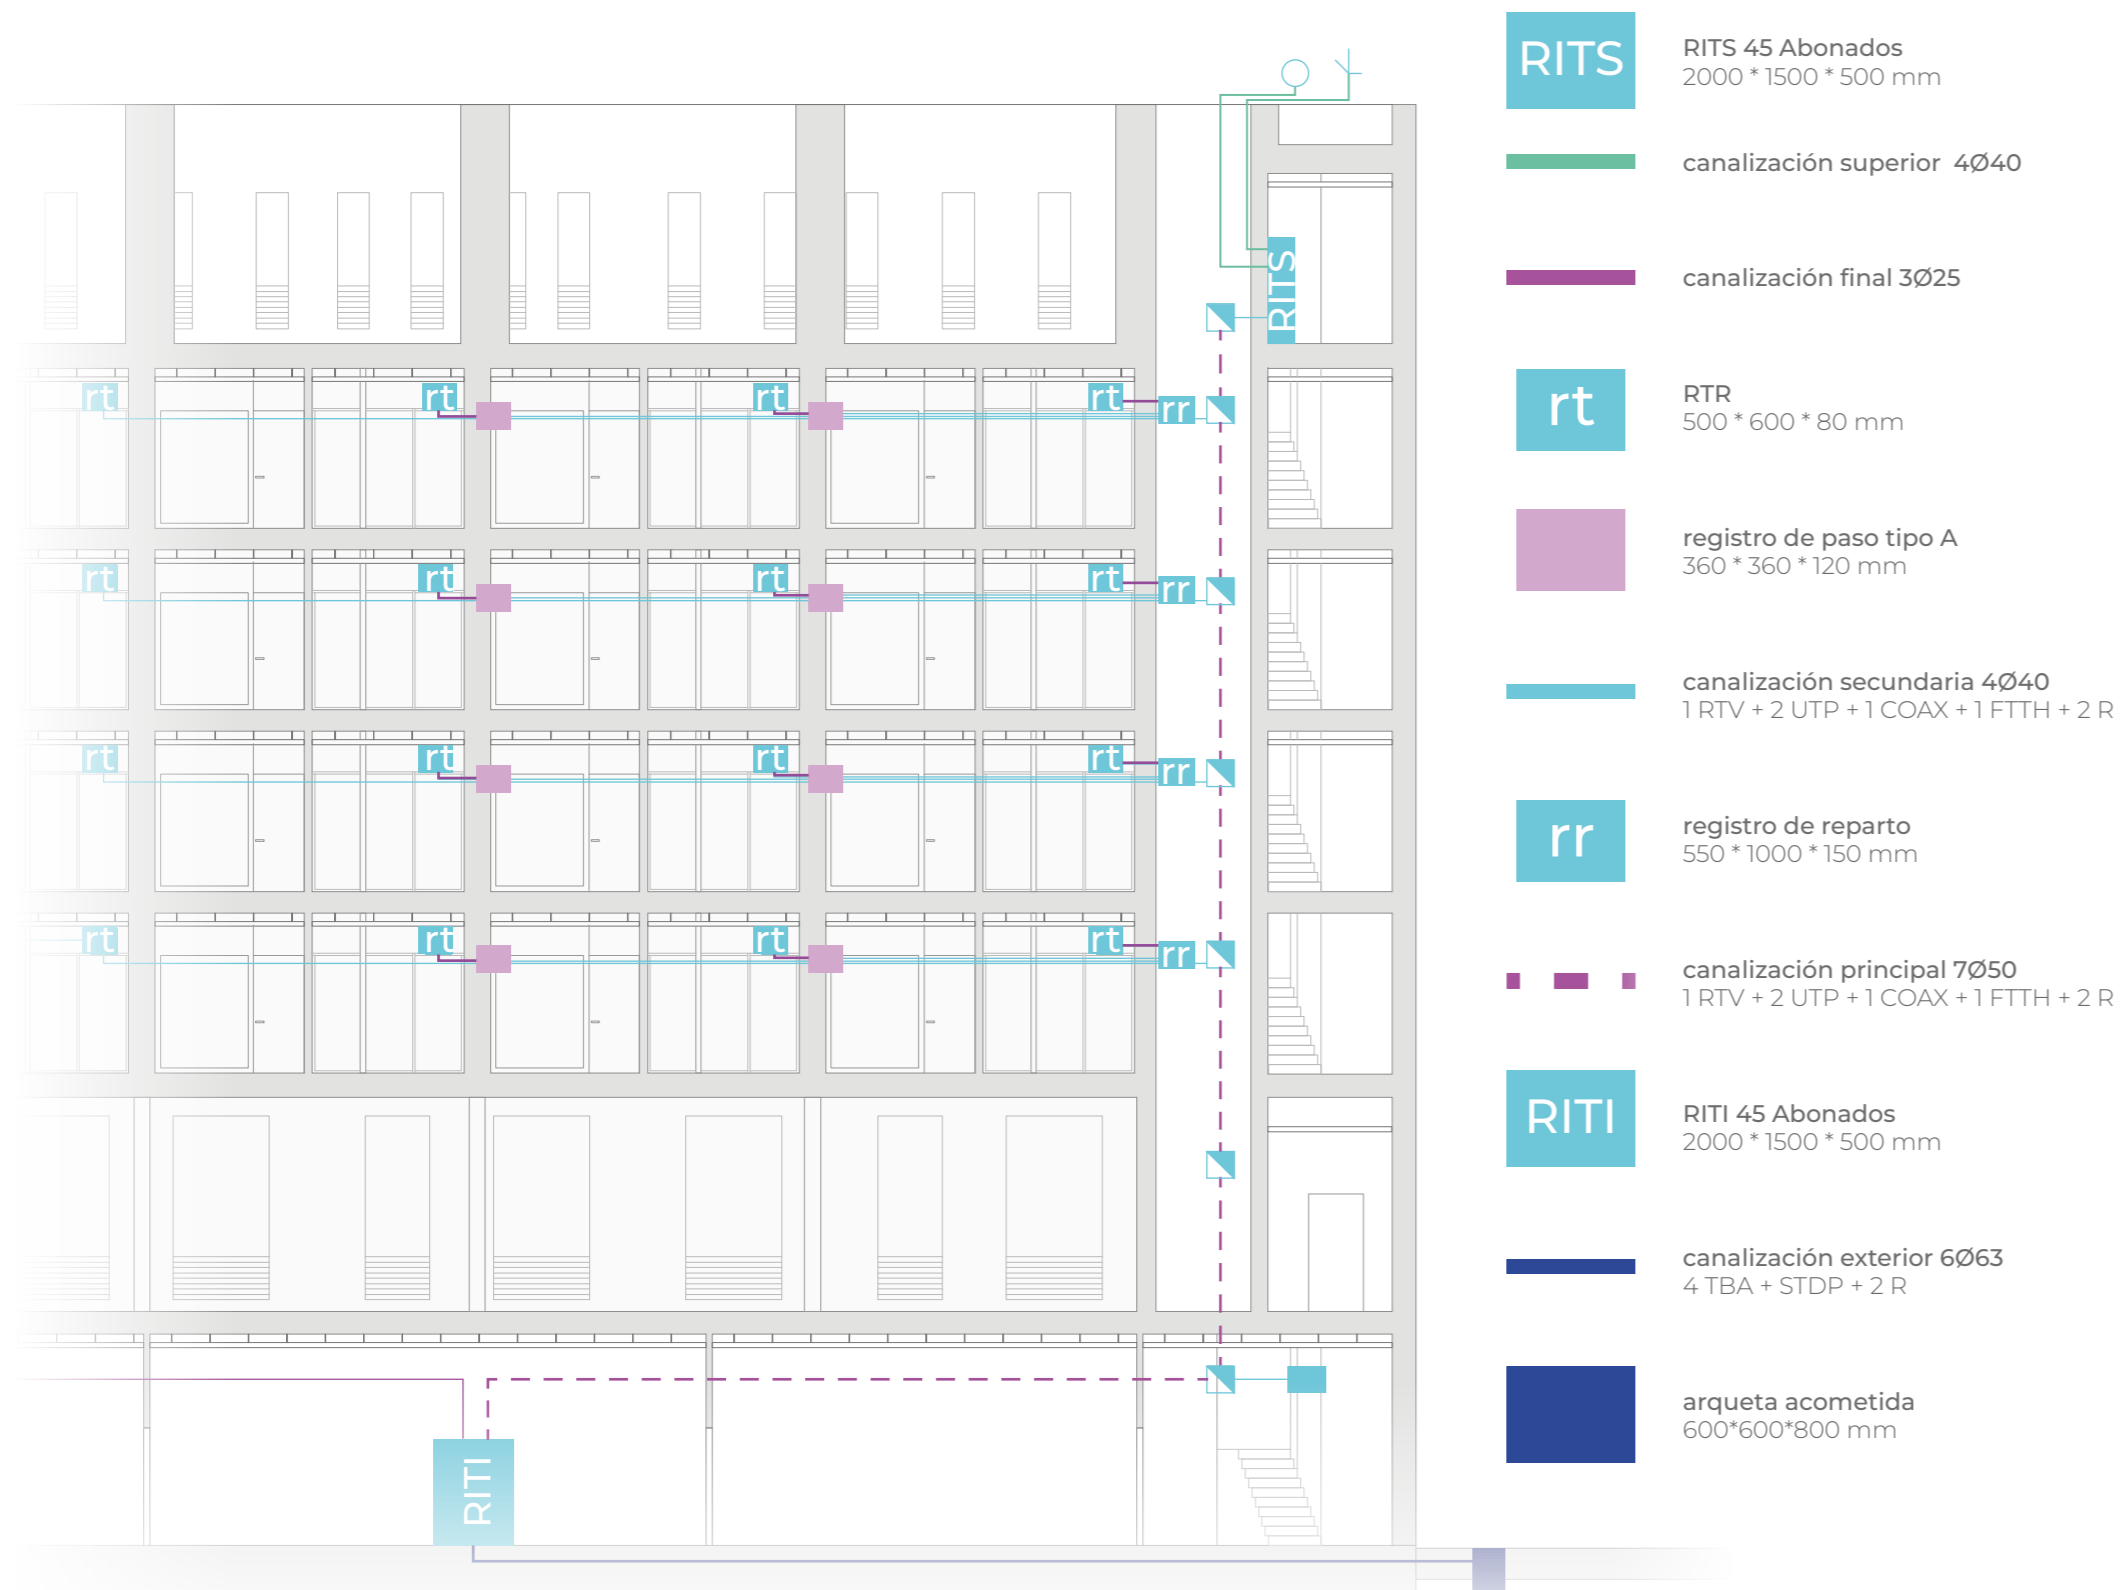 RITS
RITS 45 Abonados
2000 * 1500 * 500 mm
canalización superior 4Ø40
canalización final 3Ø25
rt
RTR
500 * 600 * 80 mm
registro de paso tipo A
360 * 360 * 120 mm
canalización secundaria 4Ø40
1 RTV + 2 UTP + 1 COAX + 1 FTTH + 2 R
rr
registro de reparto
550 * 1000 * 150 mm
canalización principal 7Ø50
1 RTV + 2 UTP + 1 COAX + 1 FTTH + 2 R
RITI
RITI 45 Abonados
2000 * 1500 * 500 mm
canalización exterior 6Ø63
4 TBA + STDP + 2 R
arqueta acometida
600*600*800 mm
RITS
rt rt rt rt rr
rt rt rt rt rr
rt rt rt rt rr
rt rt rt rt rr
RITI